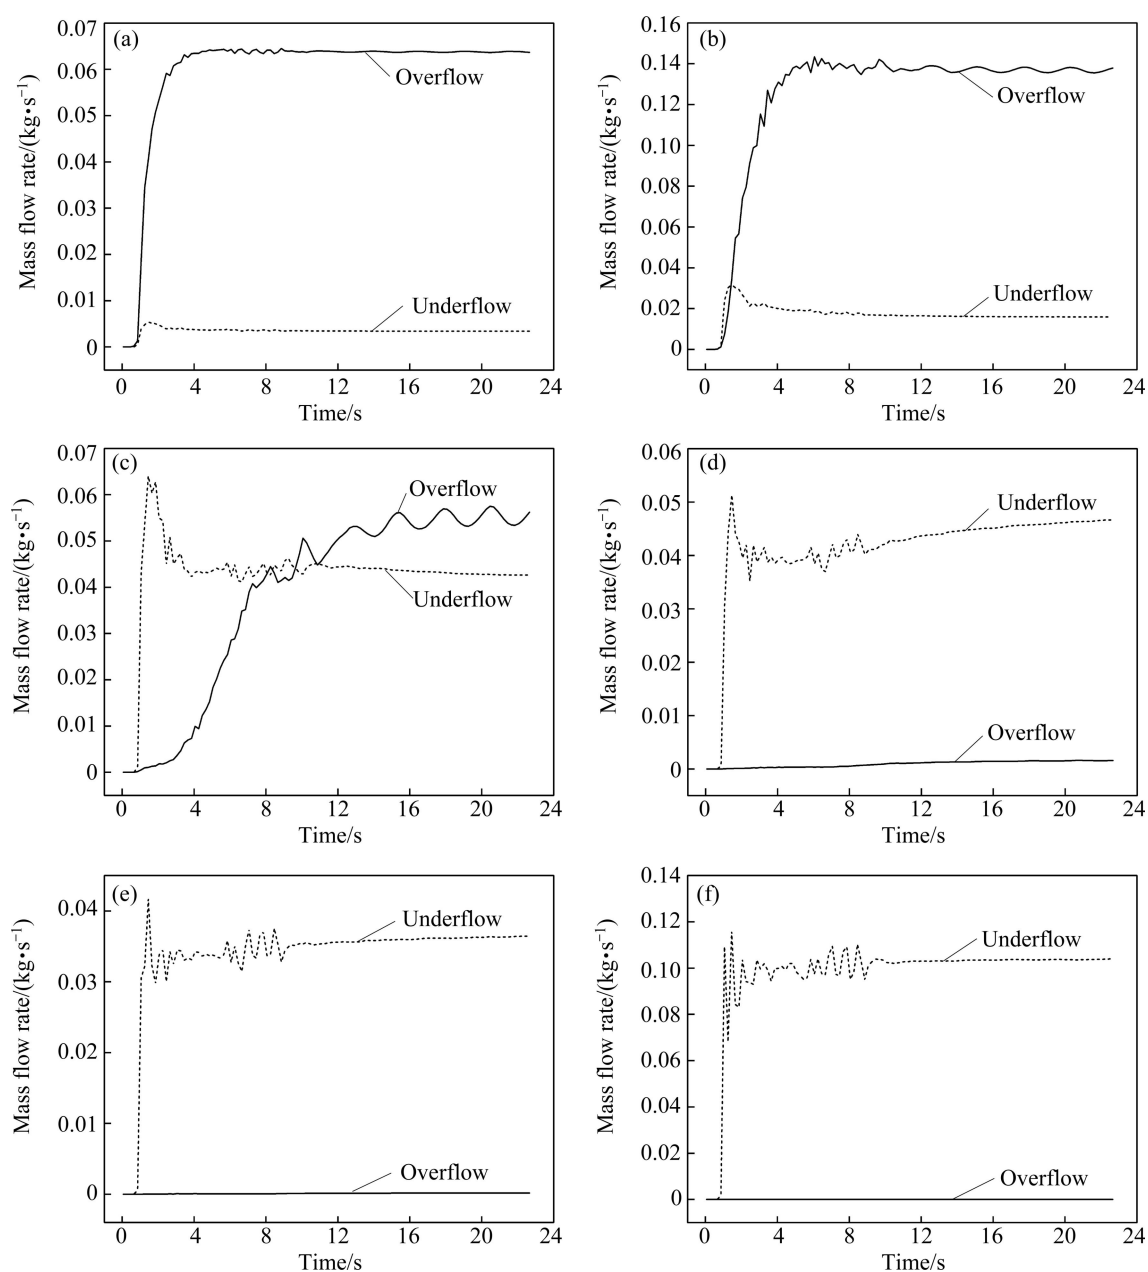 (a)
0.07
0.06
0.05
0.04
0.03
0.02
0.01
0
Mass flow rate/(kg•s⁻¹)
Overflow
Underflow
0 4 8 12 16 20 24
Time/s
(b)
0.16
0.14
0.12
0.10
0.08
0.06
0.04
0.02
0
Mass flow rate/(kg•s⁻¹)
Overflow
Underflow
0 4 8 12 16 20 24
Time/s
(c)
0.07
0.06
0.05
0.04
0.03
0.02
0.01
0
Mass flow rate/(kg•s⁻¹)
Overflow
Underflow
0 4 8 12 16 20 24
Time/s
(d)
0.06
0.05
0.04
0.03
0.02
0.01
0
Mass flow rate/(kg•s⁻¹)
Underflow
Overflow
0 4 8 12 16 20 24
Time/s
(e)
0.04
0.03
0.02
0.01
0
Mass flow rate/(kg•s⁻¹)
Underflow
Overflow
0 4 8 12 16 20 24
Time/s
(f)
0.14
0.12
0.10
0.08
0.06
0.04
0.02
0
Mass flow rate/(kg•s⁻¹)
Underflow
Overflow
0 4 8 12 16 20 24
Time/s